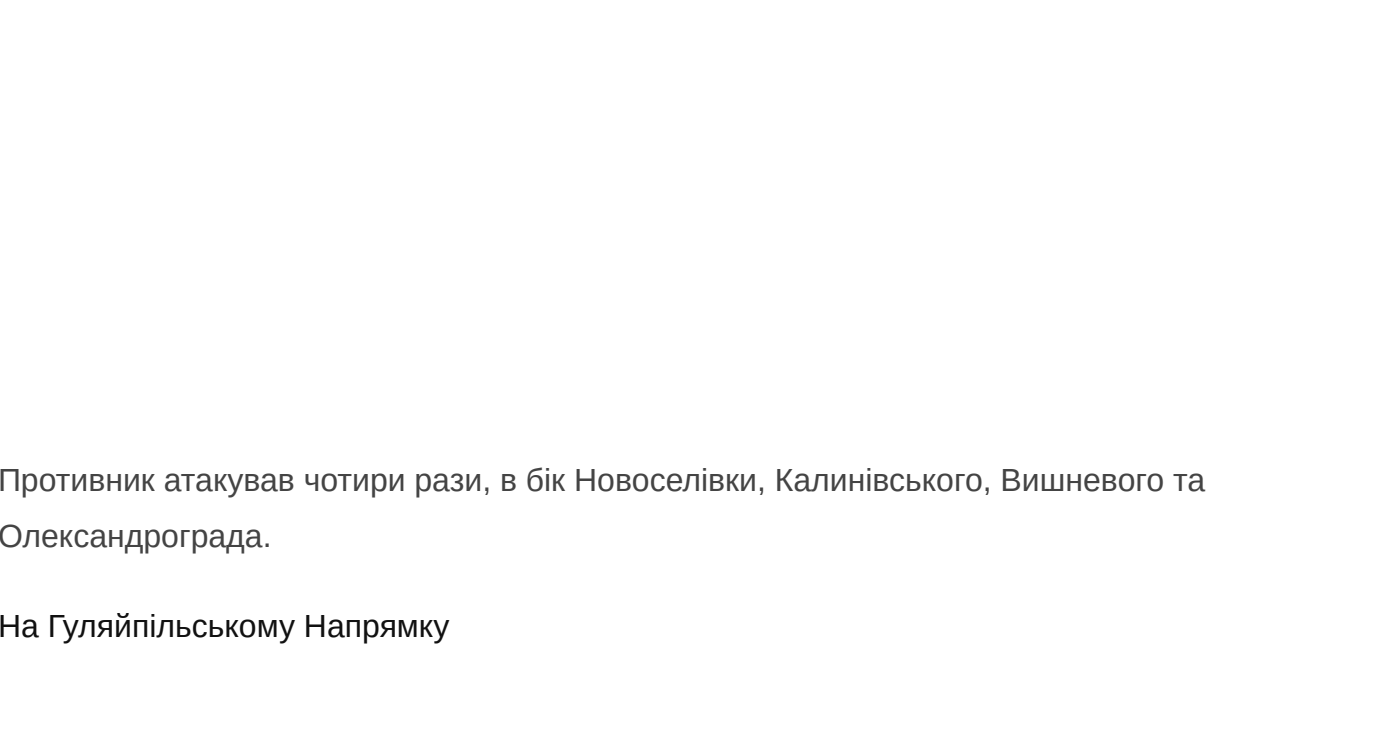 Противник атакував чотири рази, в бік Новоселівки, Калинівського, Вишневого та
Олександрограда.
На Гуляйпільському Напрямку